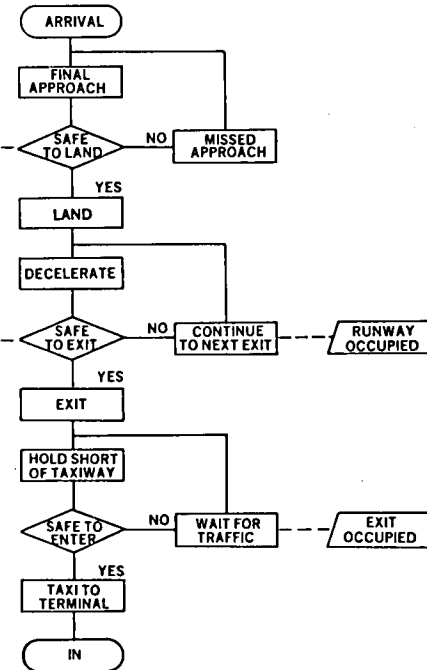 ARRIVAL
FINAL
APPROACH
SAFE
TO LAND
NO
MISSED
APPROACH
YES
LAND
DECELERATE
SAFE
TO EXIT
NO
CONTINUE
TO NEXT EXIT
RUNWAY
OCCUPIED
YES
EXIT
HOLD SHORT
OF TAXIWAY
SAFE TO
ENTER
NO
WAIT FOR
TRAFFIC
EXIT
OCCUPIED
YES
TAXI TO
TERMINAL
IN